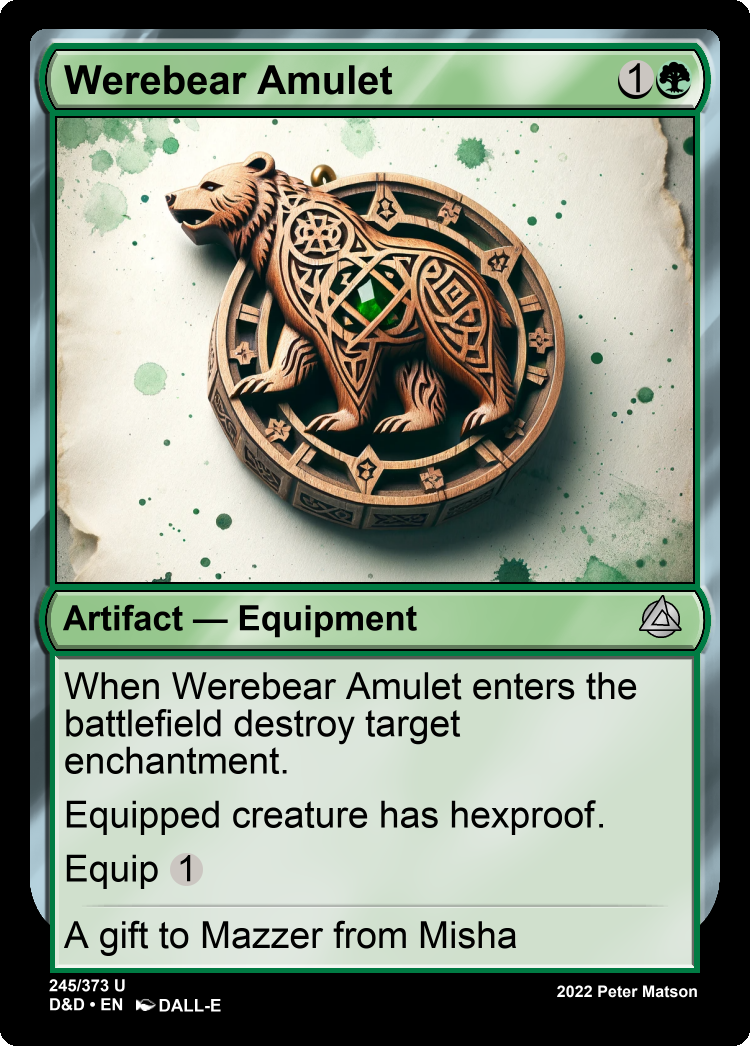 Werebear Amulet 1
Artifact — Equipment
When Werebear Amulet enters the
battlefield destroy target
enchantment.
Equipped creature has hexproof.
Equip 1
A gift to Mazzer from Misha
245/373 U
D&D • EN DALL-E
2022 Peter Matson